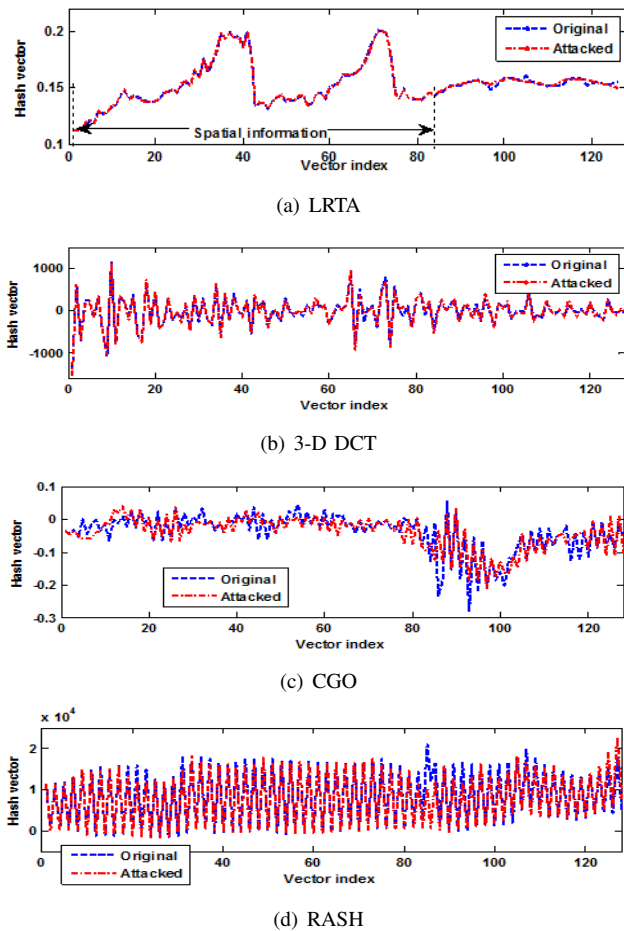 0.2
0.15
0.1
Hash vector
Original
Attacked
Spatial information
0 20 40 60 80 100 120
Vector index
(a) LRTA
1000
0
-1000
Hash vector
Original
Attacked
0 20 40 60 80 100 120
Vector index
(b) 3-D DCT
0.1
0
-0.1
-0.2
-0.3
Hash vector
Original
Attacked
0 20 40 60 80 100 120
Vector index
(c) CGO
x 10^4
2
1
0
Hash vector
Original
Attacked
0 20 40 60 80 100 120
Vector index
(d) RASH